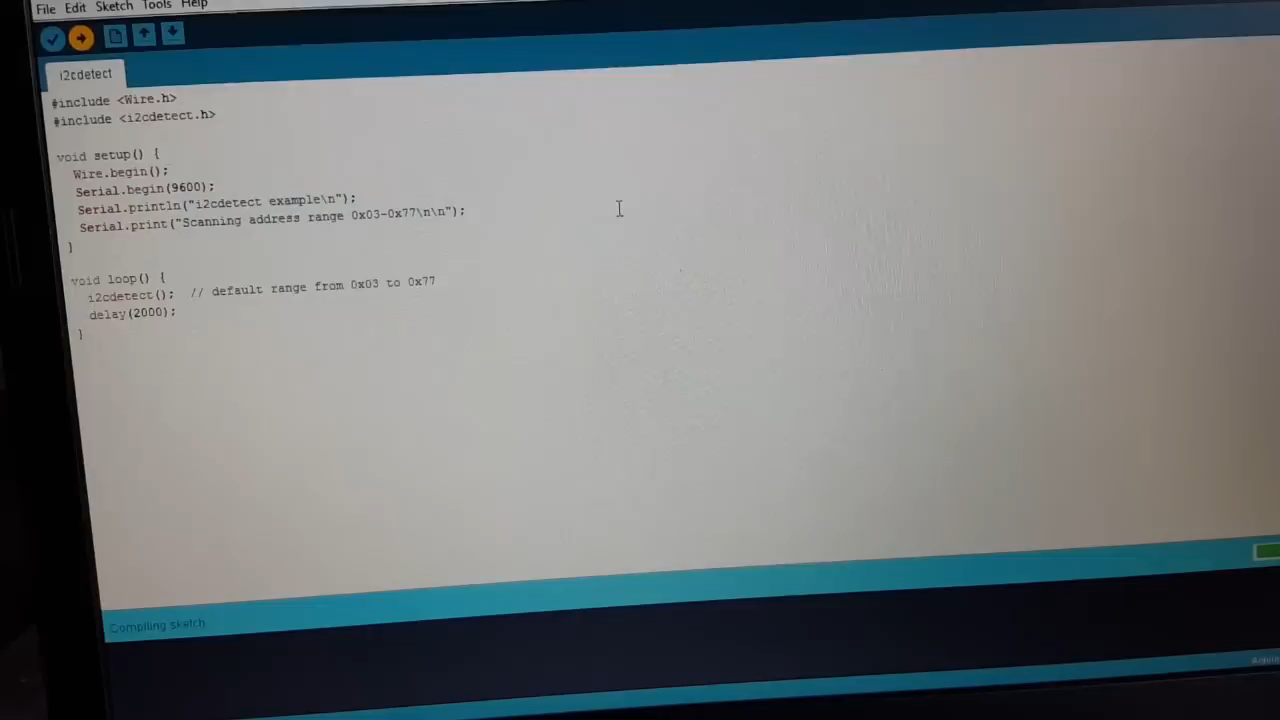 File Edit Sketch Tools Help
i2cdetect
#include <Wire.h>
#include <i2cdetect.h>
void setup() {
Wire.begin();
Serial.begin(9600);
Serial.println("i2cdetect example\n");
Serial.print("Scanning address range 0x03-0x77\n\n");
}
void loop() {
i2cdetect();  // default range from 0x03 to 0x77
delay(2000);
}
Compiling sketch